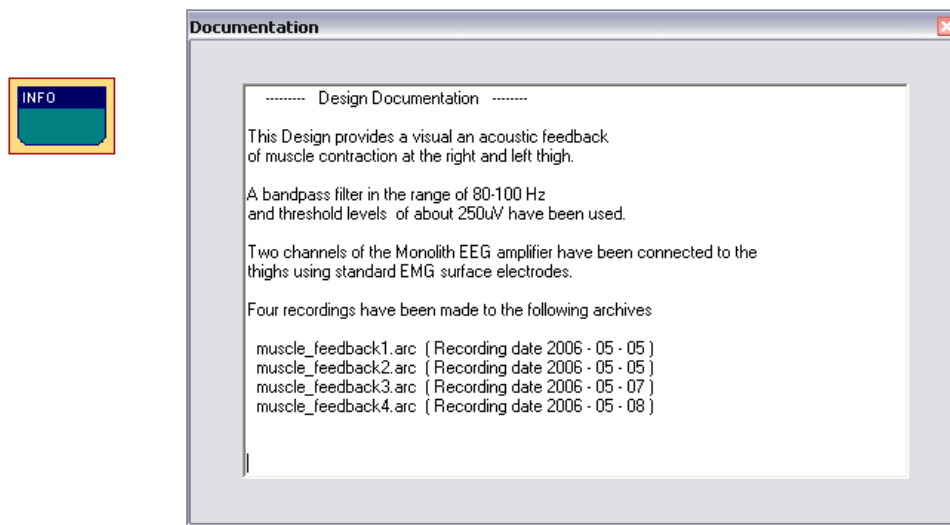 Documentation
INFO
--------- Design Documentation --------
This Design provides a visual an acoustic feedback
of muscle contraction at the right and left thigh.
A bandpass filter in the range of 80-100 Hz
and threshold levels of about 250uV have been used.
Two channels of the Monolith EEG amplifier have been connected to the
thighs using standard EMG surface electrodes.
Four recordings have been made to the following archives
muscle_feedback1.arc ( Recording date 2006 - 05 - 05 )
muscle_feedback2.arc ( Recording date 2006 - 05 - 05 )
muscle_feedback3.arc ( Recording date 2006 - 05 - 07 )
muscle_feedback4.arc ( Recording date 2006 - 05 - 08 )